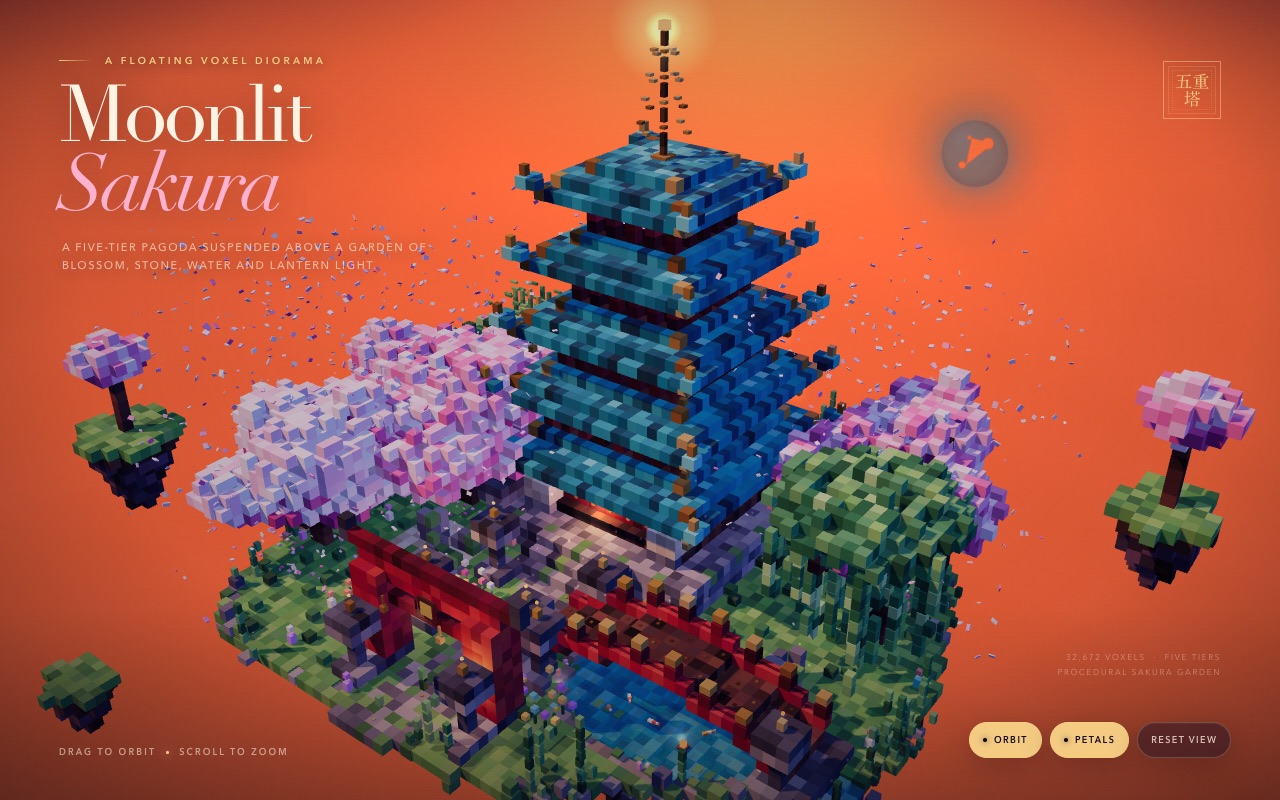 A FLOATING VOXEL DIORAMA
Moonlit
Sakura
A FIVE-TIER PAGODA SUSPENDED ABOVE A GARDEN OF
BLOSSOM, STONE, WATER AND LANTERN LIGHT.
五重
塔
32,672 VOXELS · FIVE TIERS
PROCEDURAL SAKURA GARDEN
DRAG TO ORBIT • SCROLL TO ZOOM
ORBIT
PETALS
RESET VIEW